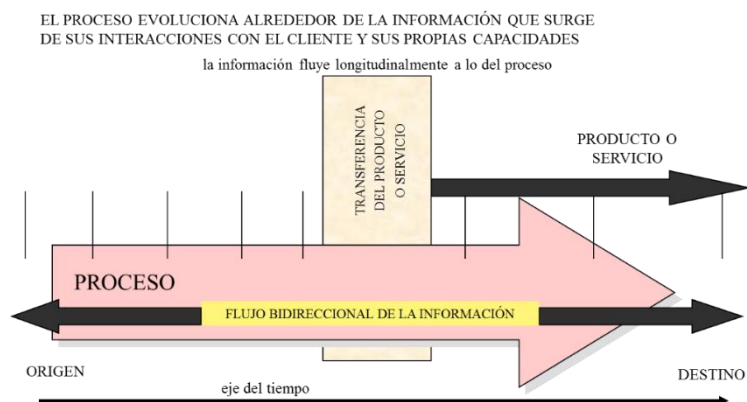 EL PROCESO EVOLUCIONA ALREDEDOR DE LA INFORMACIÓN QUE SURGE
DE SUS INTERACCIONES CON EL CLIENTE Y SUS PROPIAS CAPACIDADES
la información fluye longitudinalmente a lo del proceso
TRANSFERENCIA
DEL PRODUCTO
O SERVICIO
PRODUCTO O
SERVICIO
PROCESO
FLUJO BIDIRECCIONAL DE LA INFORMACIÓN
ORIGEN
DESTINO
eje del tiempo